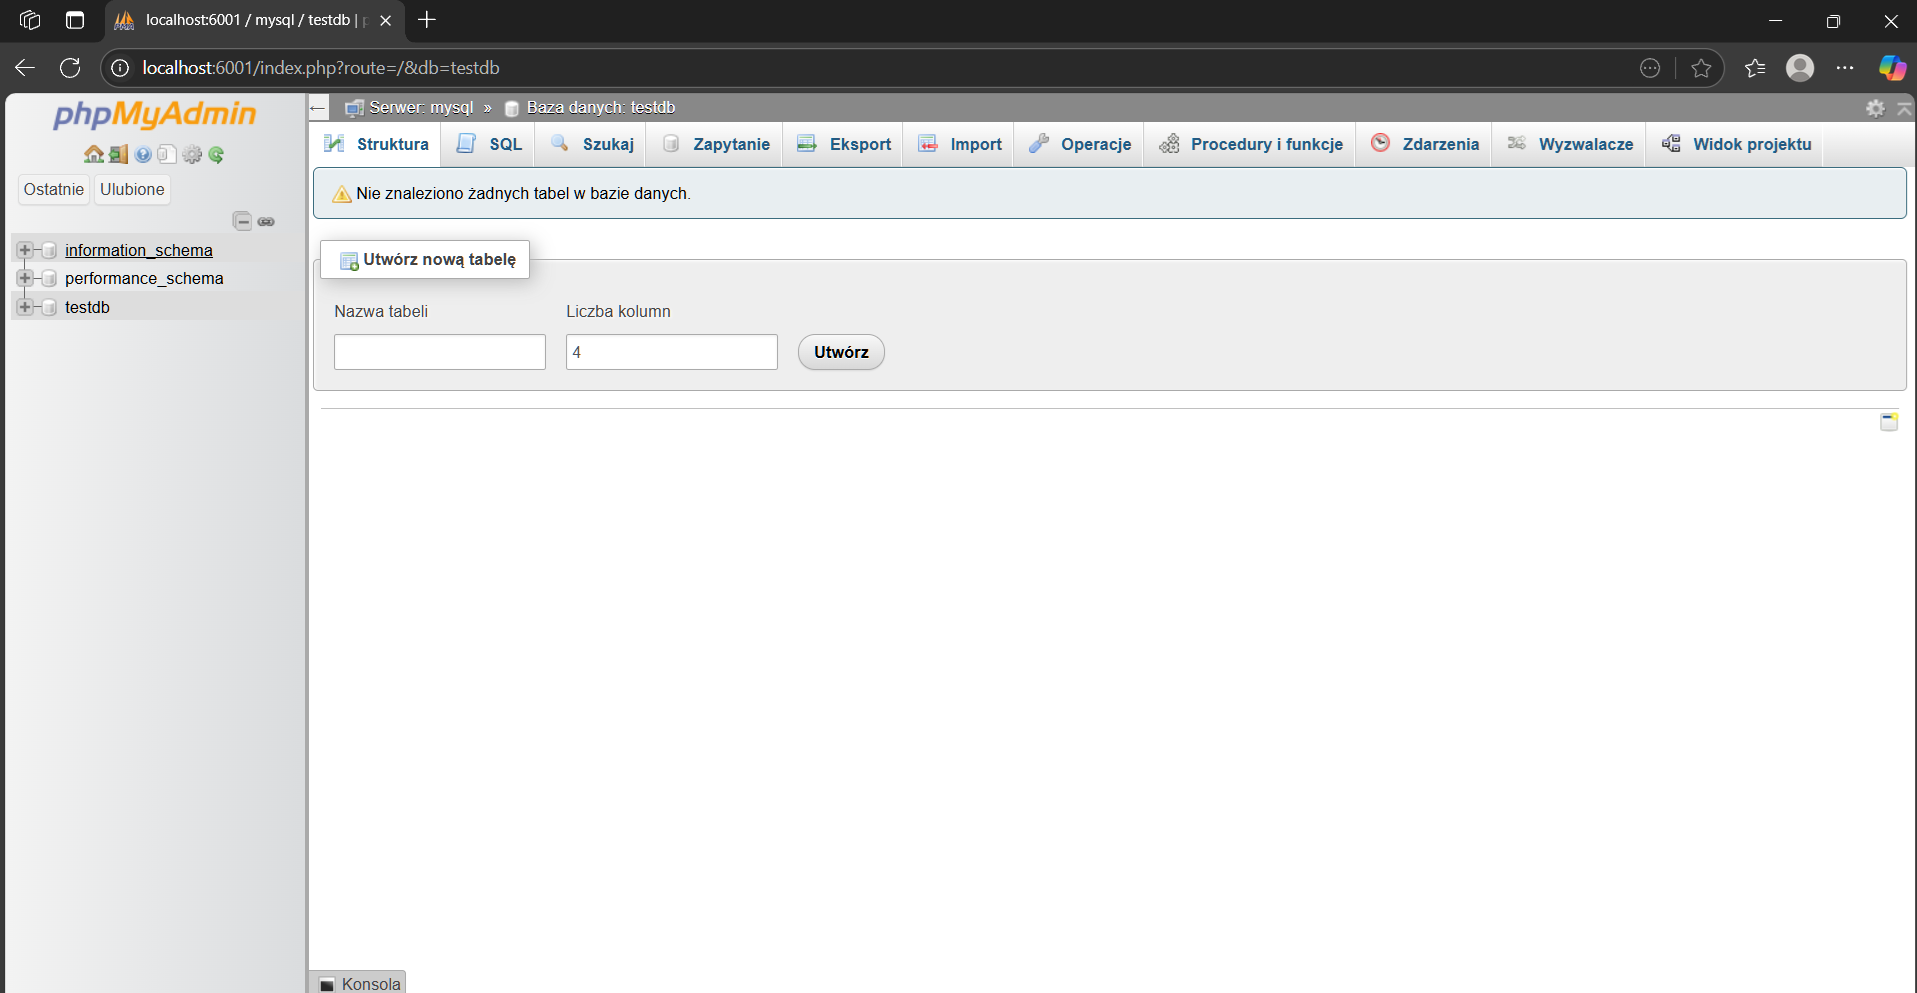 localhost:6001 / mysql / testdb |
localhost:6001/index.php?route=/&db=testdb
phpMyAdmin
Ostatnie Ulubione
information_schema
performance_schema
testdb
Serwer: mysql » Baza danych: testdb
Struktura SQL Szukaj Zapytanie Eksport Import Operacje Procedury i funkcje Zdarzenia Wyzwalacze Widok projektu
Nie znaleziono żadnych tabel w bazie danych.
Utwórz nową tabelę
Nazwa tabeli Liczba kolumn
4 Utwórz
Konsola